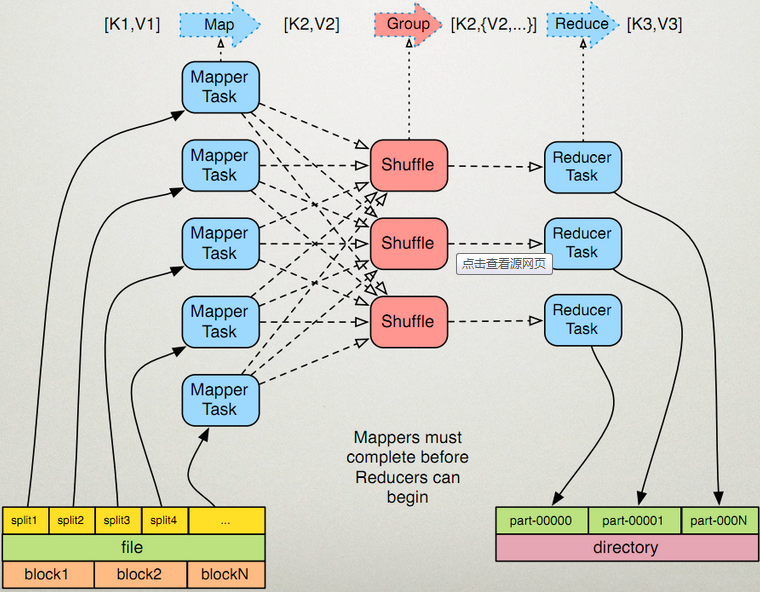 [K1,V1]
Map
[K2,V2]
Group
[K2,{V2,...}]
Reduce
[K3,V3]
Mapper
Task
Mapper
Task
Mapper
Task
Mapper
Task
Mapper
Task
Shuffle
Shuffle
Shuffle
点击查看源网页
Reducer
Task
Reducer
Task
Reducer
Task
Mappers must
complete before
Reducers can
begin
split1
split2
split3
split4
...
file
block1
block2
blockN
part-00000
part-00001
part-000N
directory